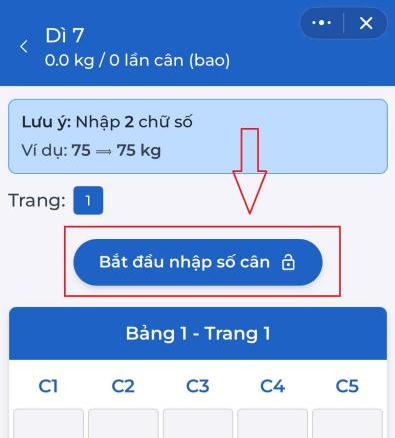 Dì 7
0.0 kg / 0 lần cân (bao)
Lưu ý: Nhập 2 chữ số
Ví dụ: 75 ⟹ 75 kg
Trang: 1
Bắt đầu nhập số cân
Bảng 1 - Trang 1
C1 C2 C3 C4 C5